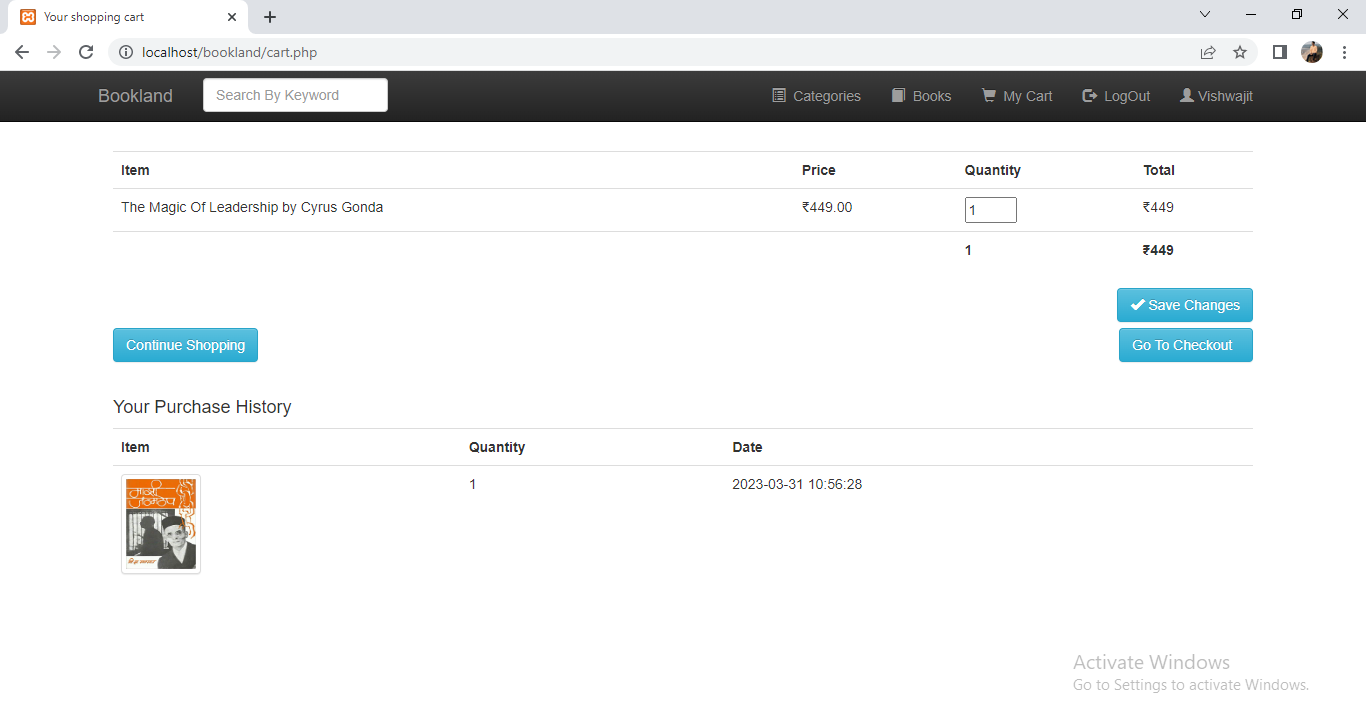 Your shopping cart
localhost/bookland/cart.php
Bookland
Search By Keyword
Categories
Books
My Cart
LogOut
Vishwajit
Item Price Quantity Total
The Magic Of Leadership by Cyrus Gonda ₹449.00 1 ₹449
1 ₹449
Save Changes
Continue Shopping
Go To Checkout
Your Purchase History
Item Quantity Date
माझी
जन्मठेप
1 2023-03-31 10:56:28
Activate Windows
Go to Settings to activate Windows.